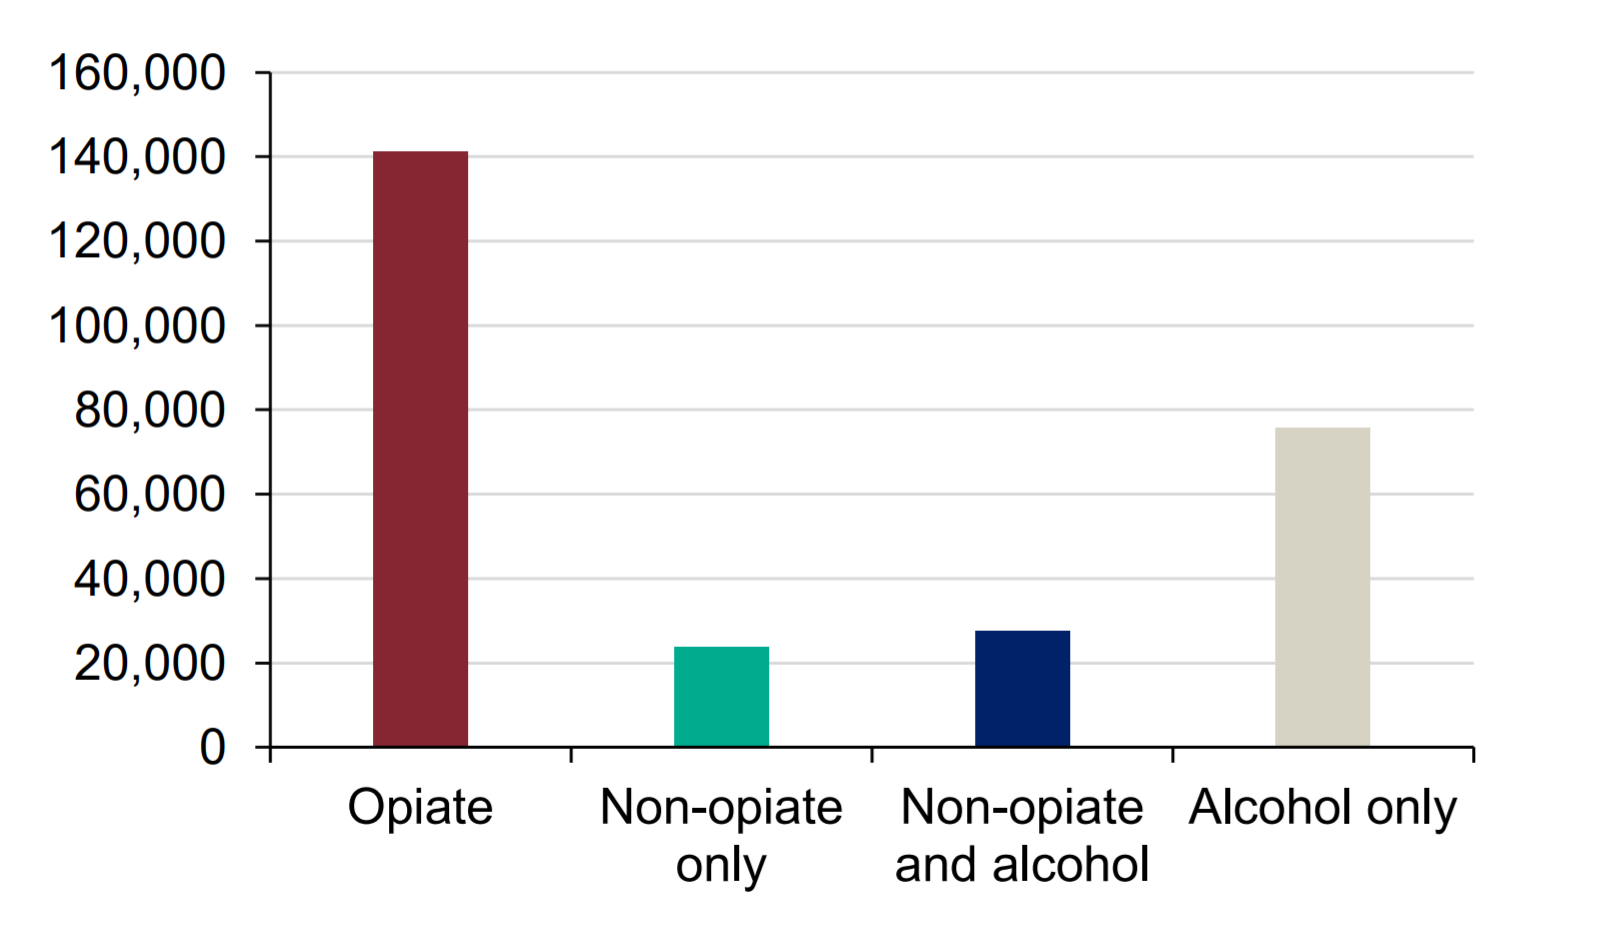 160,000
140,000
120,000
100,000
80,000
60,000
40,000
20,000
0
Opiate
Non-opiate
only
Non-opiate
and alcohol
Alcohol only